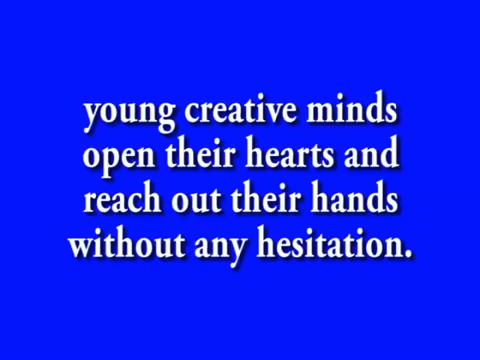 young creative minds
open their hearts and
reach out their hands
without any hesitation.